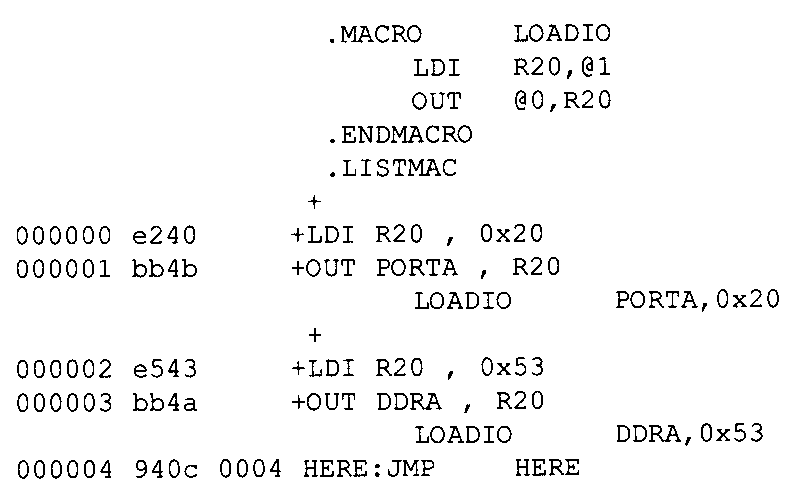 .MACRO LOADIO
LDI R20,@1
OUT @0,R20
.ENDMACRO
.LISTMAC
+
000000 e240 +LDI R20 , 0x20
000001 bb4b +OUT PORTA , R20
LOADIO PORTA,0x20
+
000002 e543 +LDI R20 , 0x53
000003 bb4a +OUT DDRA , R20
LOADIO DDRA,0x53
000004 940c 0004 HERE:JMP HERE